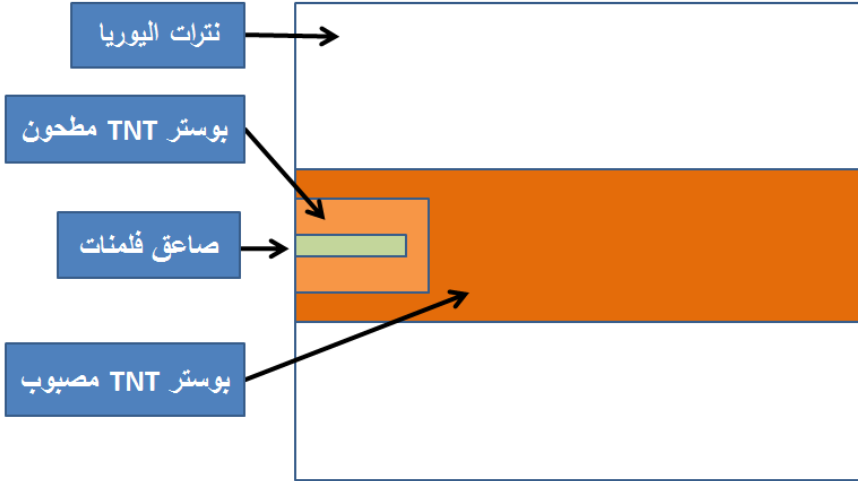 نترات اليوريا
بوستر TNT مطحون
صاعق فلمنات
بوستر TNT مصبوب